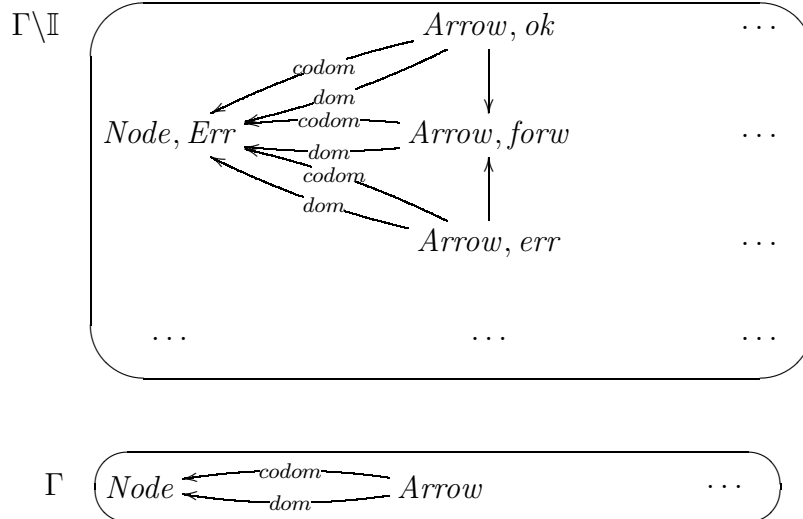 Γ\𝕀 Arrow, ok ⋯
codom
dom
codom
Node, Err Arrow, forw ⋯
dom
codom
dom
Arrow, err ⋯
⋯ ⋯ ⋯
codom
Γ Node Arrow ⋯
dom